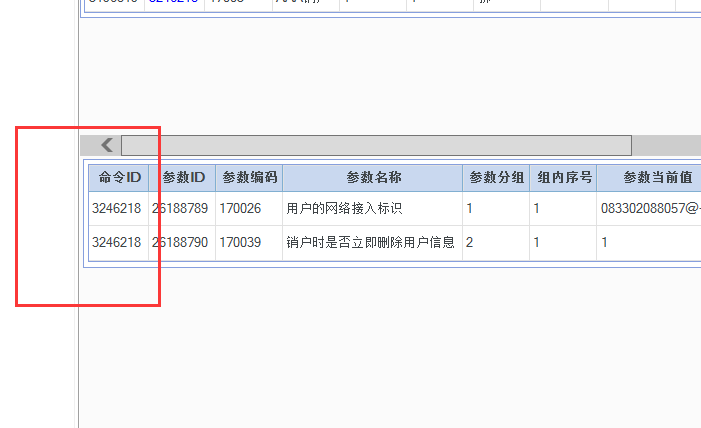 命令ID 参数ID 参数编码 参数名称 参数分组 组内序号 参数当前值
3246218 26188789 170026 用户的网络接入标识 1 1 083302088057@
3246218 26188790 170039 销户时是否立即删除用户信息 2 1 1